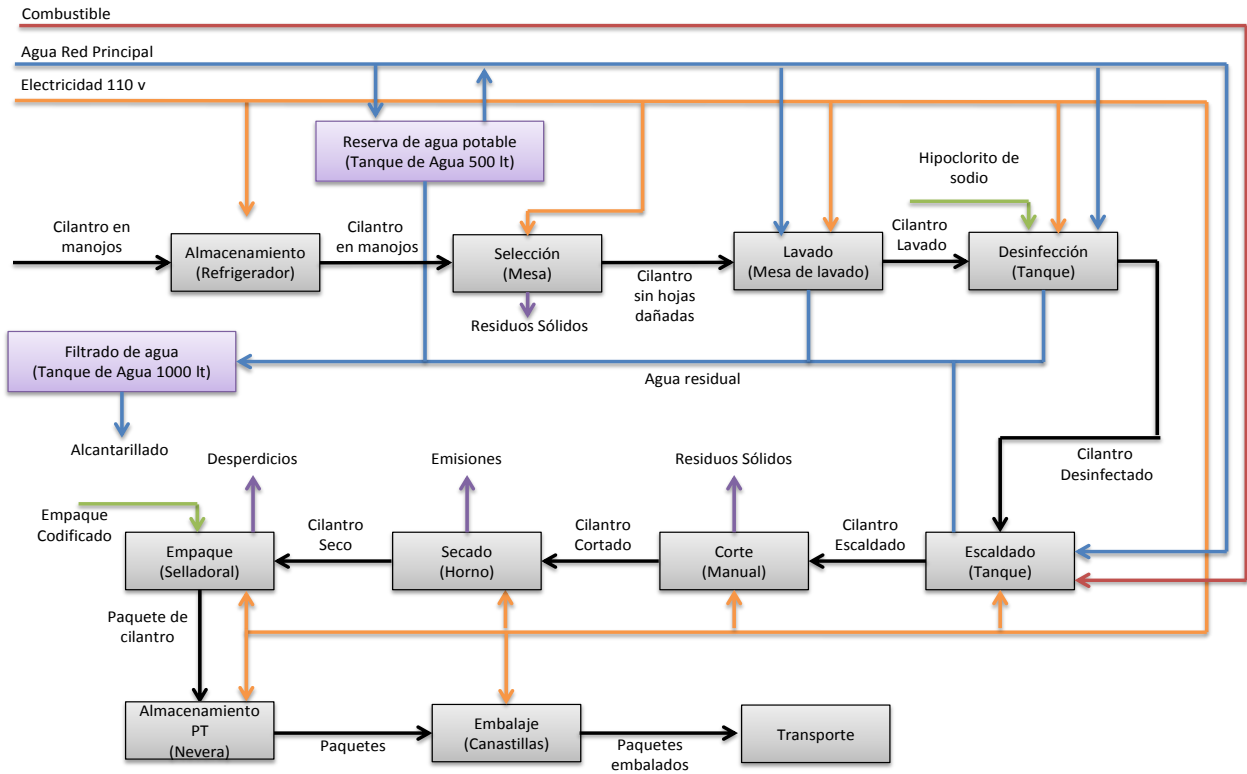 Combustible
Agua Red Principal
Electricidad 110 v
Reserva de agua potable
(Tanque de Agua 500 lt)
Hipoclorito de
sodio
Cilantro en
manojos
Almacenamiento
(Refrigerador)
Cilantro
en manojos
Selección
(Mesa)
Residuos Sólidos
Cilantro
sin hojas
dañadas
Lavado
(Mesa de lavado)
Cilantro
Lavado
Desinfección
(Tanque)
Filtrado de agua
(Tanque de Agua 1000 lt)
Agua residual
Alcantarillado
Cilantro
Desinfectado
Desperdicios
Emisiones
Residuos Sólidos
Empaque
Codificado
Empaque
(Selladoral)
Cilantro
Seco
Secado
(Horno)
Cilantro
Cortado
Corte
(Manual)
Cilantro
Escaldado
Escaldado
(Tanque)
Paquete de
cilantro
Almacenamiento
PT
(Nevera)
Paquetes
Embalaje
(Canastillas)
Paquetes
embalados
Transporte